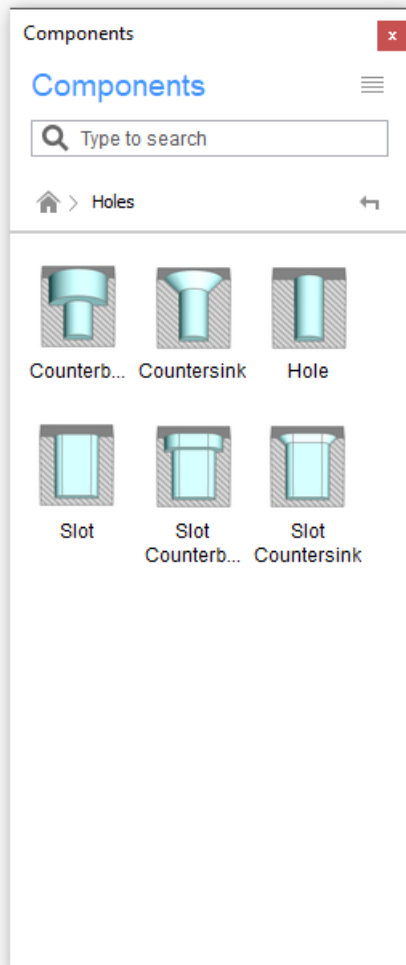 Components
x
Components
Type to search
Holes
Counterb...
Countersink
Hole
Slot
Slot
Counterb...
Slot
Countersink